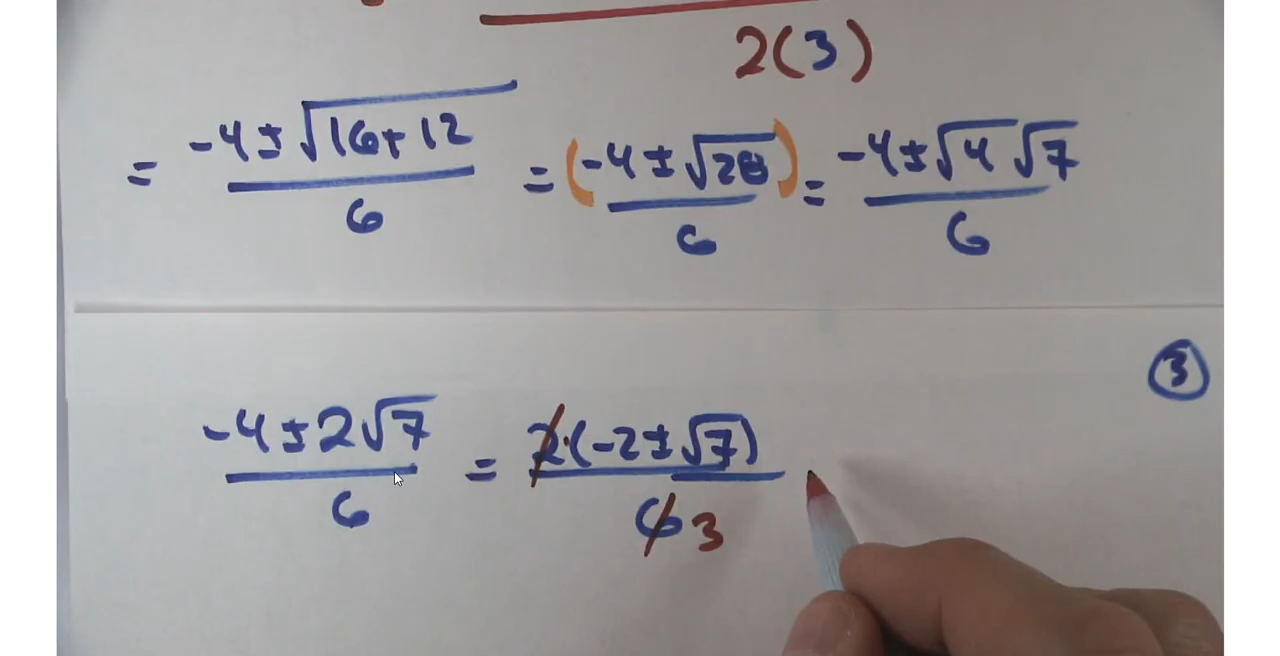 2(3)
= -4±√16+12 / 6 = (-4±√28) / 6 = -4±√4 √7 / 6
3
-4±2√7 / 6 = 2·(-2±√7) / 6 3